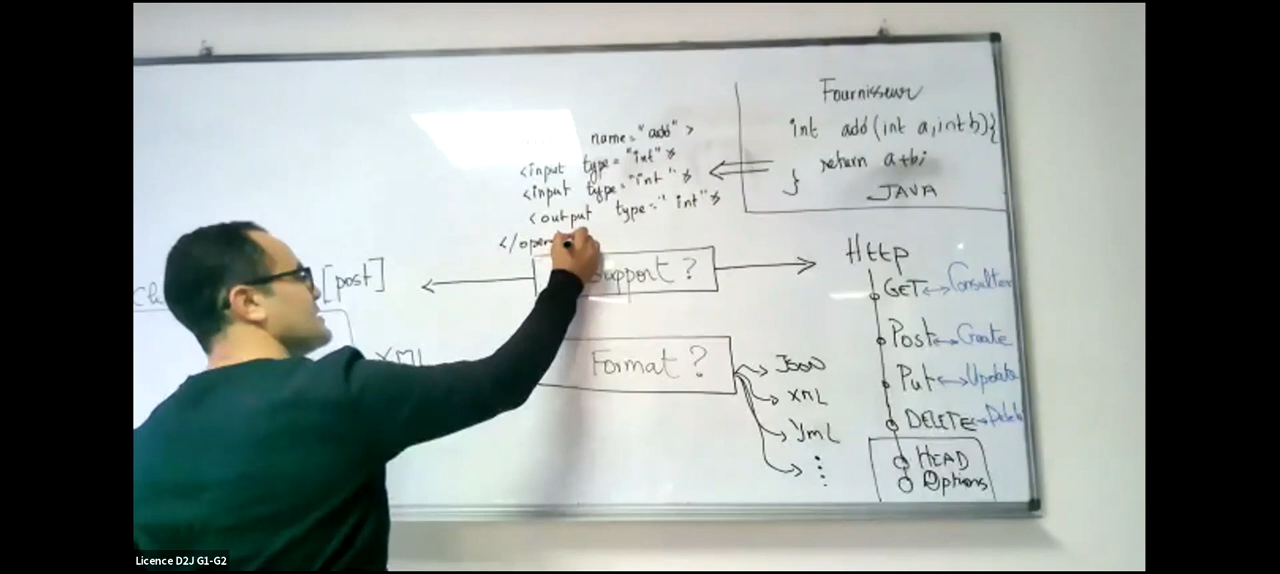 Fournisseur
int add(int a,int b){
return a+b;
}
JAVA
name="add" >
<input type="int">
<input type="int">
<output type="int">
</oper
[post]
XML
upport ?
Format ?
JSON
XML
YML
Http
GET ↔ Consulter
Post ↔ Create
Put ↔ Update
DELETE ↔ Delete
HEAD
Options
Licence D2J G1-G2